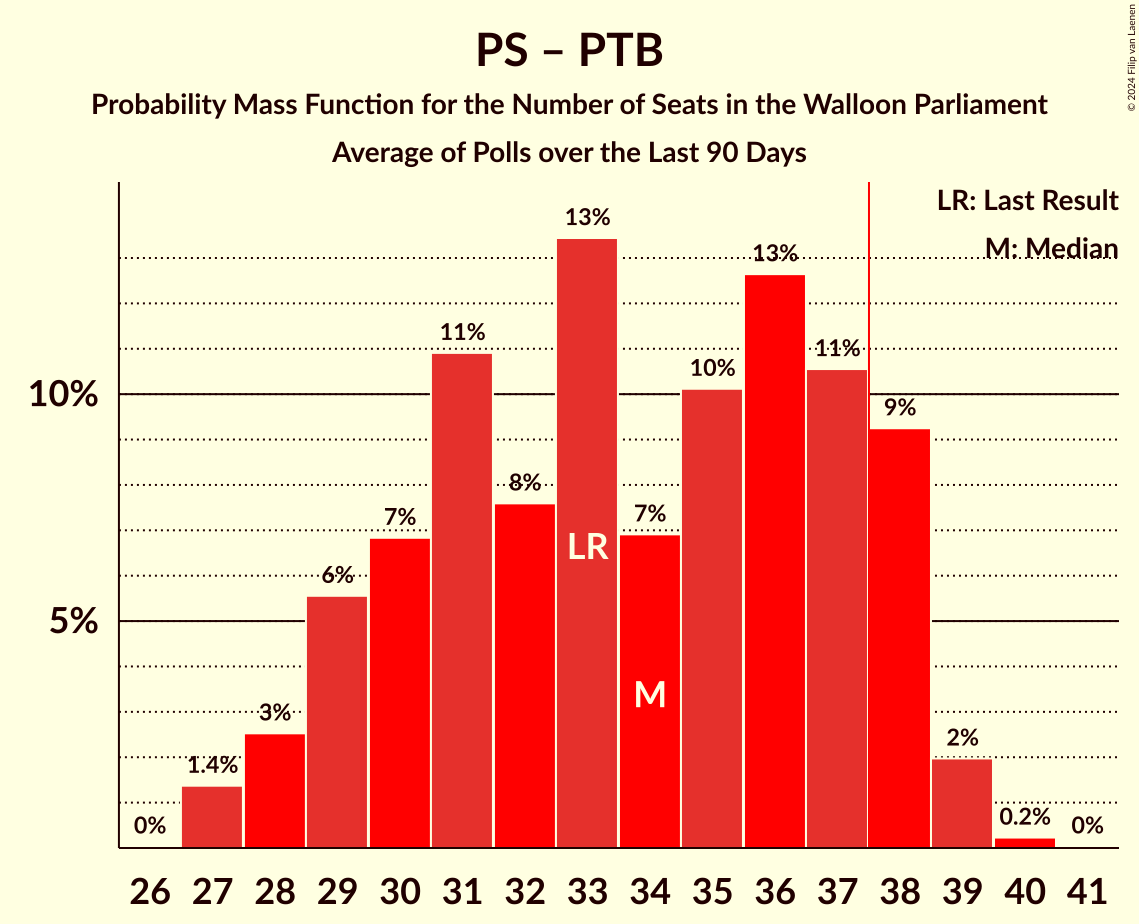 PS – PTB
Probability Mass Function for the Number of Seats in the Walloon Parliament
Average of Polls over the Last 90 Days
© 2024 Filip van Laenen
LR: Last Result
M: Median
10%
5%
0%
1.4%
3%
6%
7%
11%
8%
13%
7%
10%
13%
11%
9%
2%
0.2%
0%
LR
M
26 27 28 29 30 31 32 33 34 35 36 37 38 39 40 41